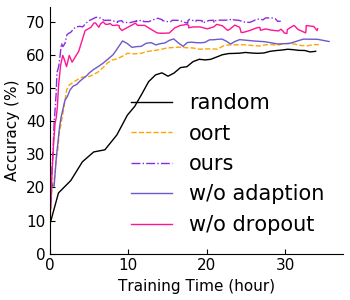 70
60
50
40
30
20
10
0
Accuracy (%)
random
oort
ours
w/o adaption
w/o dropout
0 10 20 30
Training Time (hour)